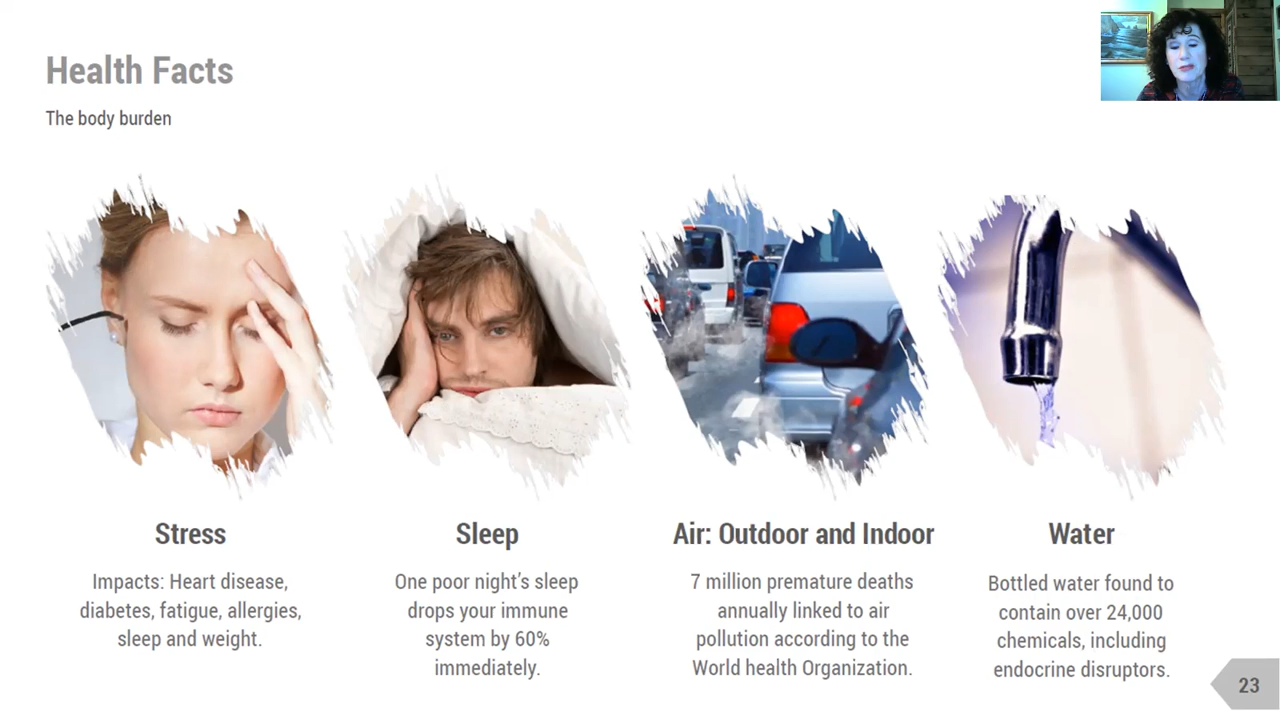 Health Facts
The body burden
Stress
Impacts: Heart disease,
diabetes, fatigue, allergies,
sleep and weight.
Sleep
One poor night’s sleep
drops your immune
system by 60%
immediately.
Air: Outdoor and Indoor
7 million premature deaths
annually linked to air
pollution according to the
World health Organization.
Water
Bottled water found to
contain over 24,000
chemicals, including
endocrine disruptors.
23